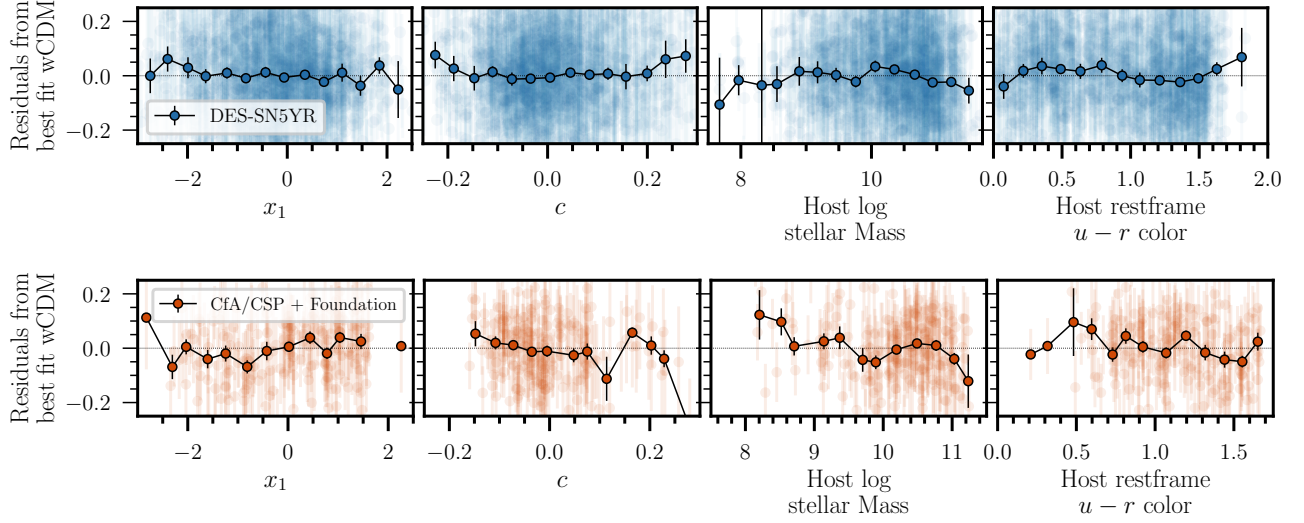 Residuals from
best fit wCDM
0.2
0.0
−0.2
DES-SN5YR
−2 0 2
x₁
−0.2 0.0 0.2
c
8 10
Host log
stellar Mass
0.0 0.5 1.0 1.5 2.0
Host restframe
u − r color
Residuals from
best fit wCDM
0.2
0.0
−0.2
CfA/CSP + Foundation
−2 0 2
x₁
−0.2 0.0 0.2
c
8 9 10 11
Host log
stellar Mass
0.0 0.5 1.0 1.5
Host restframe
u − r color